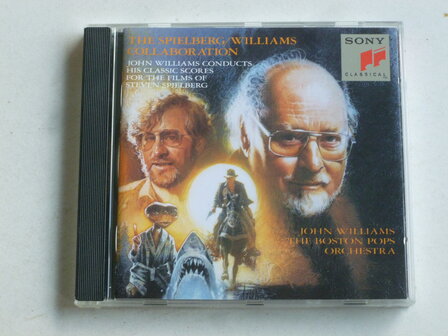 THE SPIELBERG/WILLIAMS
COLLABORATION
JOHN WILLIAMS CONDUCTS
HIS CLASSIC SCORES
FOR THE FILMS OF
STEVEN SPIELBERG
SONY
CLASSICAL
JOHN WILLIAMS
THE BOSTON POPS
ORCHESTRA